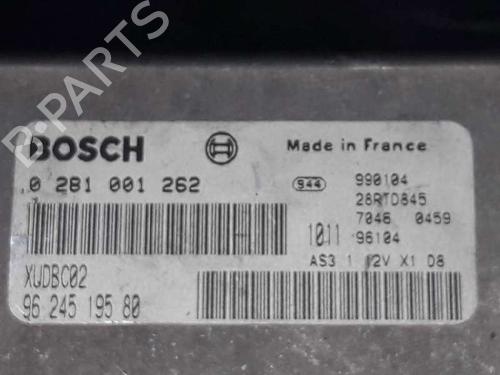 B-PARTS
BOSCH
Made in France
0 281 001 262
944
990104
28RTD845
7046 0459
1011 96104
AS3 1 12V X1 D8
XUDBC02
96 245 195 80